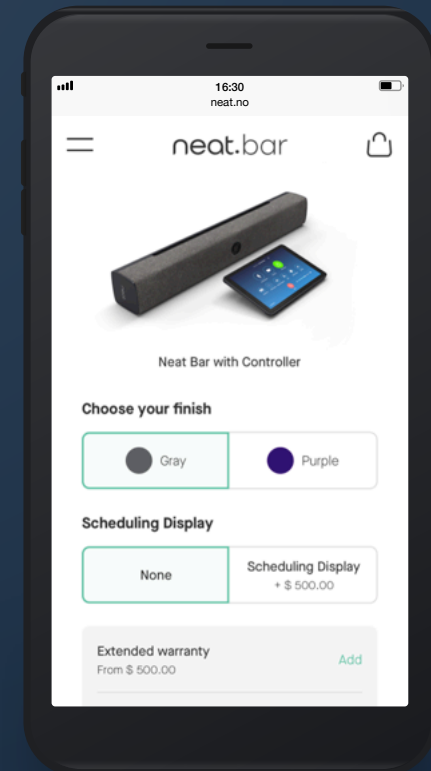 16:30
neat.no
neat.bar
Neat Bar with Controller
Choose your finish
Gray
Purple
Scheduling Display
None
Scheduling Display
+ $ 500.00
Extended warranty
From $ 500.00
Add